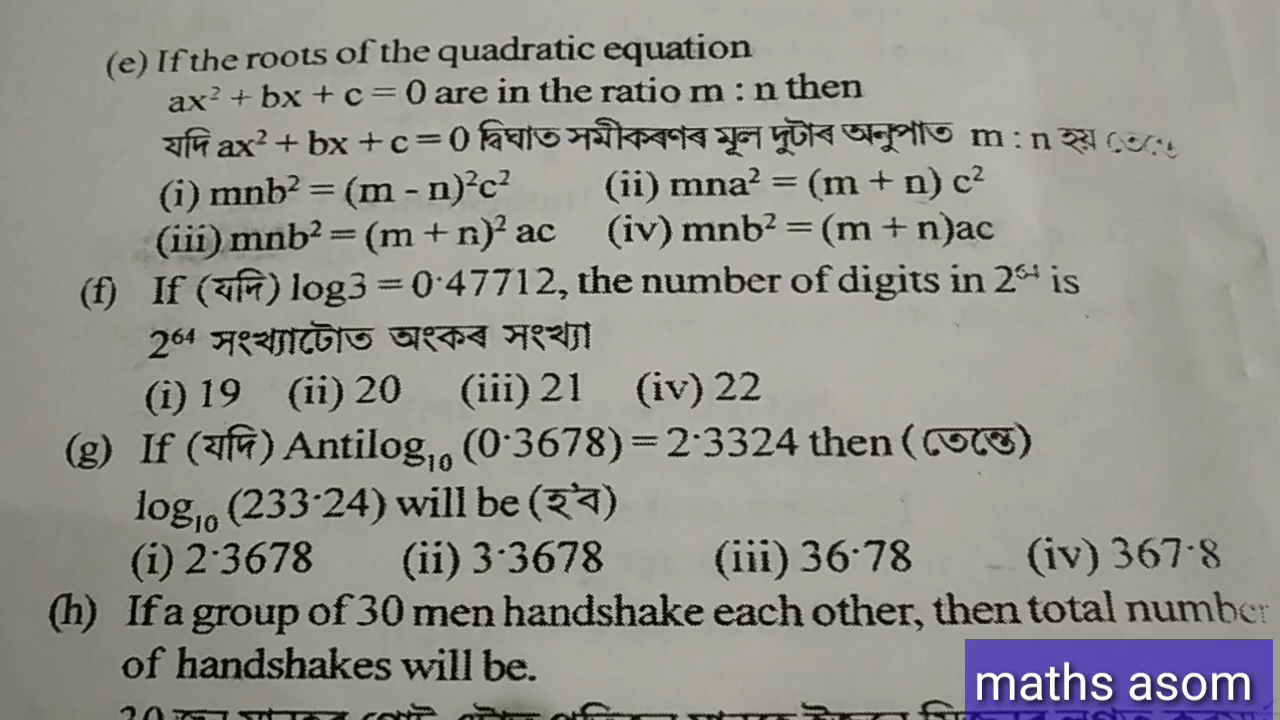 (e) If the roots of the quadratic equation
ax² + bx + c = 0 are in the ratio m : n then
যদি ax² + bx + c = 0 দ্বিঘাত সমীকৰণৰ মূল দুটাৰ অনুপাত m : n হয়
(i) mnb² = (m - n)²c² (ii) mna² = (m + n) c²
(iii) mnb² = (m + n)² ac (iv) mnb² = (m + n)ac
(f) If (যদি) log3 = 0·47712, the number of digits in 2⁶⁴ is
2⁶⁴ সংখ্যাটোত অংকৰ সংখ্যা
(i) 19 (ii) 20 (iii) 21 (iv) 22
(g) If (যদি) Antilog₁₀ (0·3678) = 2·3324 then (তেন্তে)
log₁₀ (233·24) will be (হ'ব)
(i) 2·3678 (ii) 3·3678 (iii) 36·78 (iv) 367·8
(h) If a group of 30 men handshake each other, then total number
of handshakes will be.
maths asom